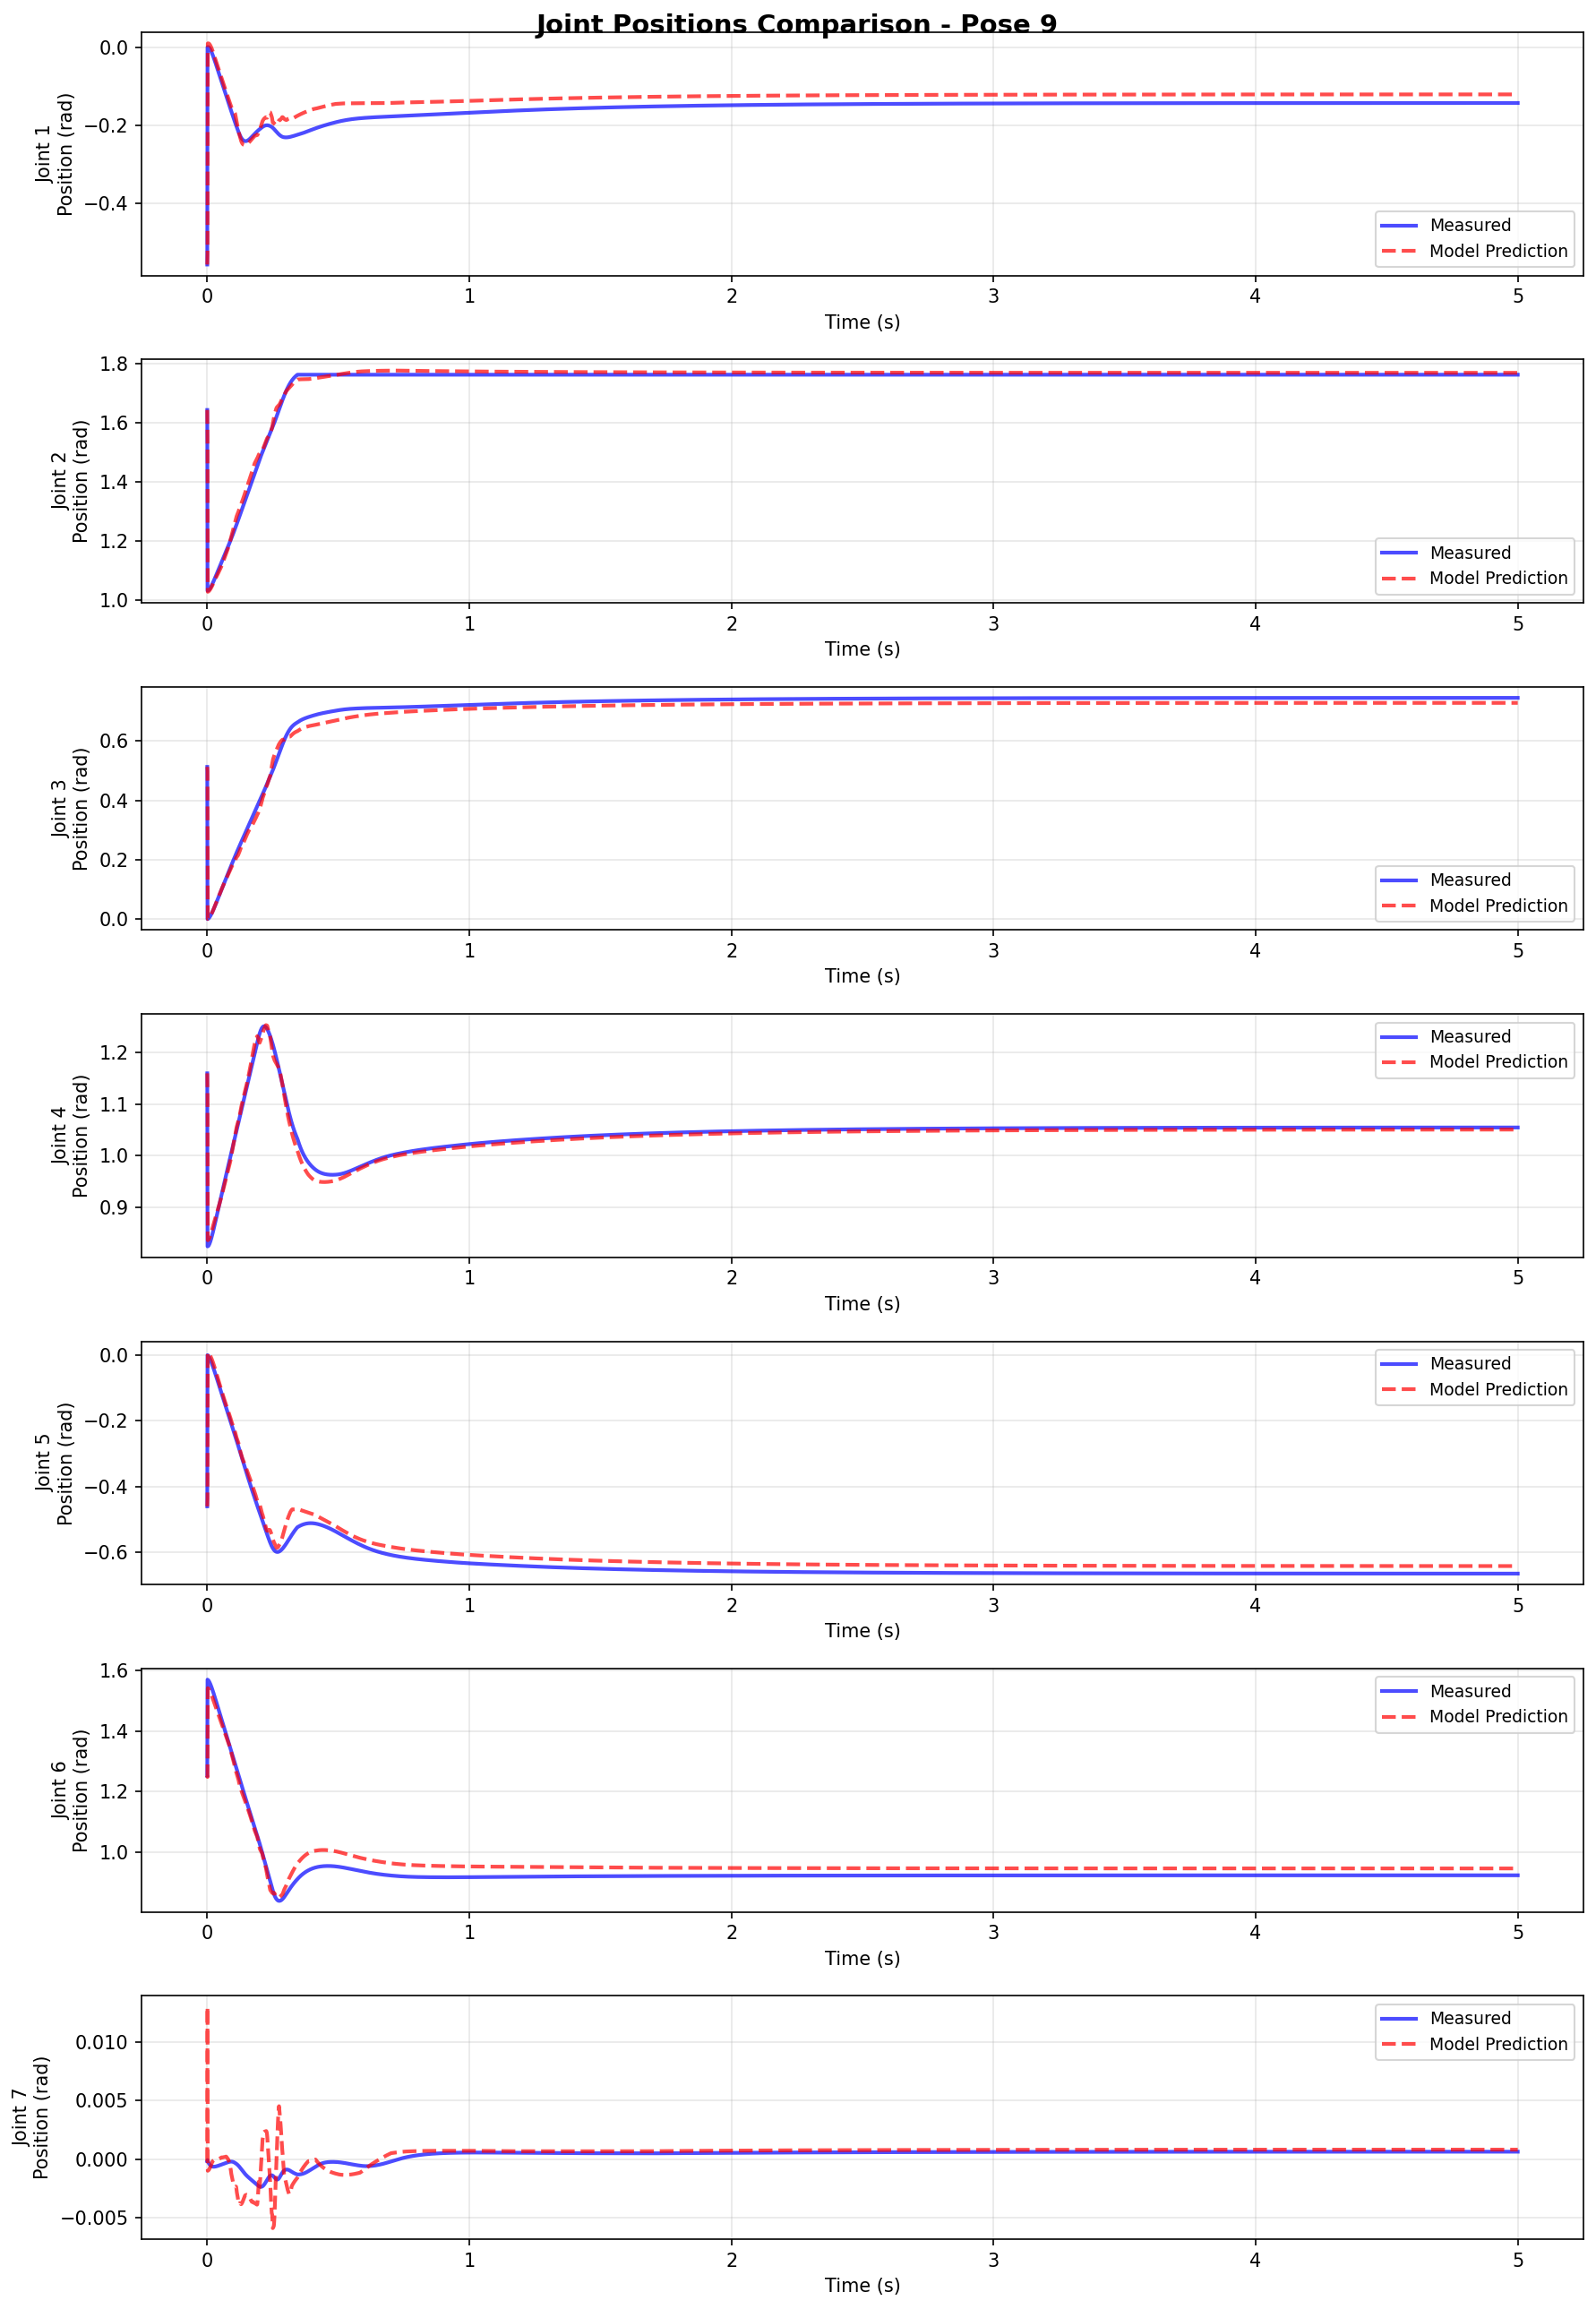 Joint Positions Comparison - Pose 9
0.0
−0.2
−0.4
Joint 1
Position (rad)
Measured
Model Prediction
0 1 2 3 4 5
Time (s)
1.8
1.6
1.4
1.2
1.0
Joint 2
Position (rad)
Measured
Model Prediction
0 1 2 3 4 5
Time (s)
0.6
0.4
0.2
0.0
Joint 3
Position (rad)
Measured
Model Prediction
0 1 2 3 4 5
Time (s)
1.2
1.1
1.0
0.9
Joint 4
Position (rad)
Measured
Model Prediction
0 1 2 3 4 5
Time (s)
0.0
−0.2
−0.4
−0.6
Joint 5
Position (rad)
Measured
Model Prediction
0 1 2 3 4 5
Time (s)
1.6
1.4
1.2
1.0
Joint 6
Position (rad)
Measured
Model Prediction
0 1 2 3 4 5
Time (s)
0.010
0.005
0.000
−0.005
Joint 7
Position (rad)
Measured
Model Prediction
0 1 2 3 4 5
Time (s)